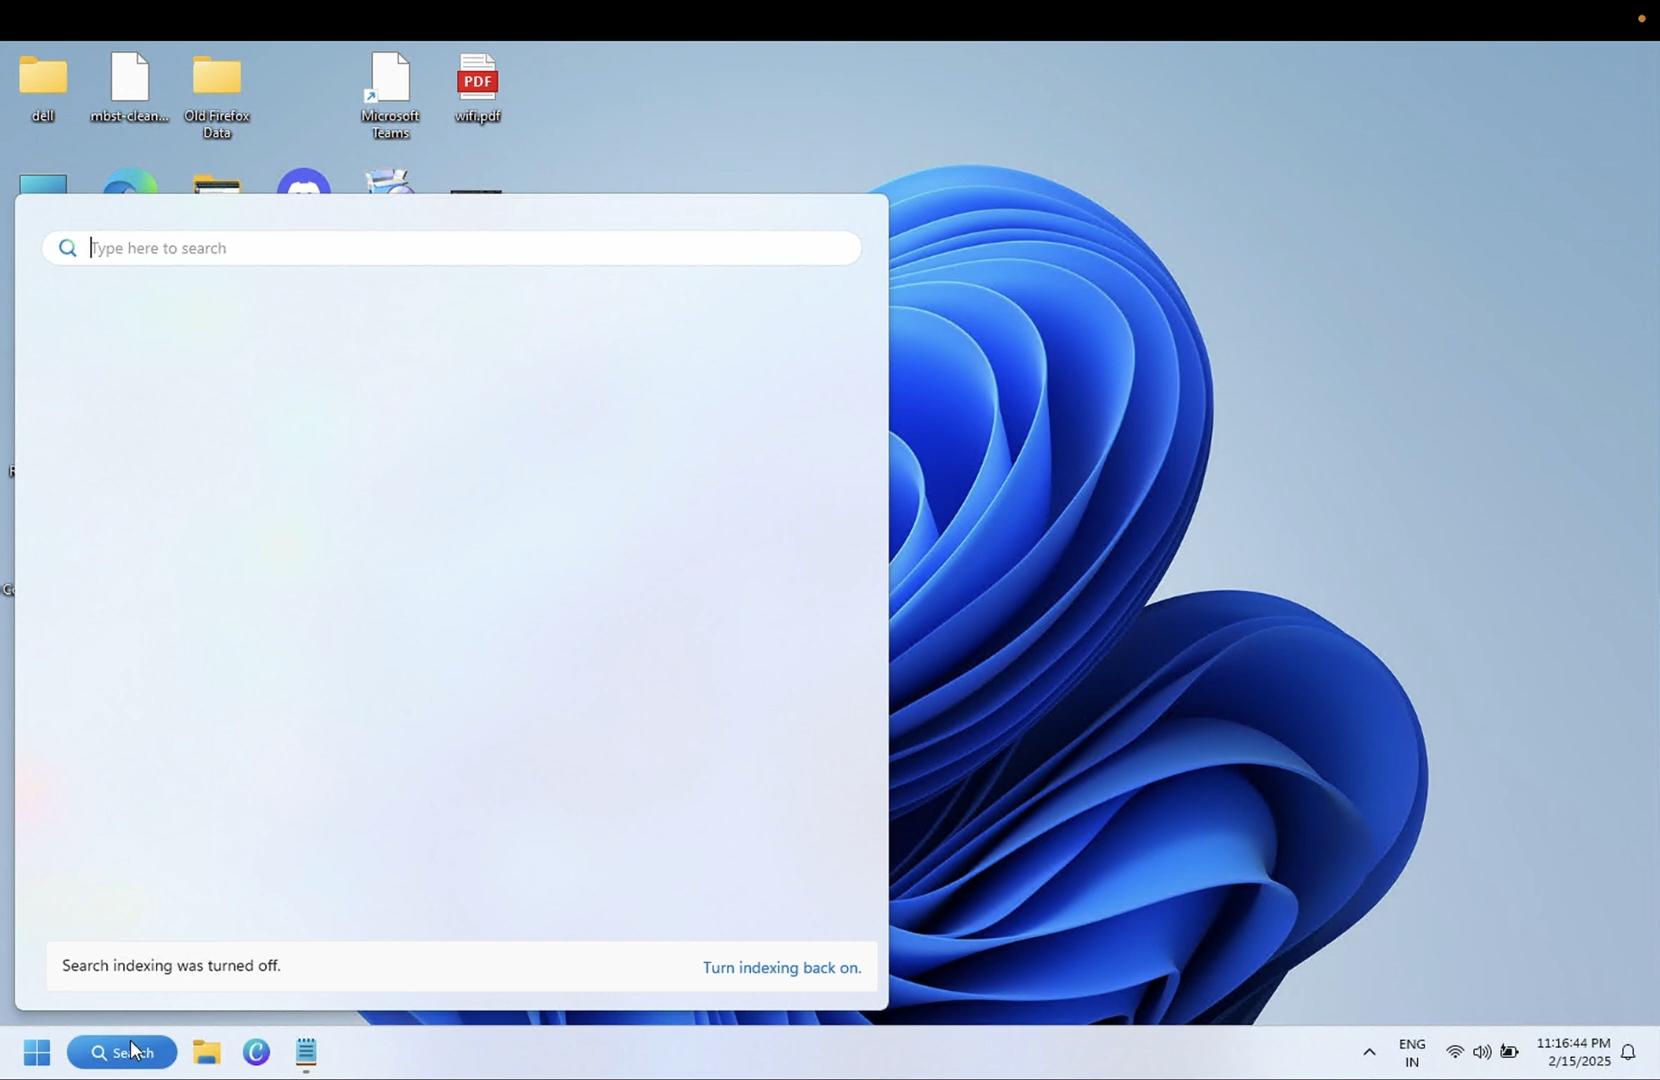 PDF
dell
mbst-clean...
Old Firefox
Data
Microsoft
Teams
wifi.pdf
Type here to search
Search indexing was turned off.
Turn indexing back on.
Search
ENG
IN
11:16:44 PM
2/15/2025